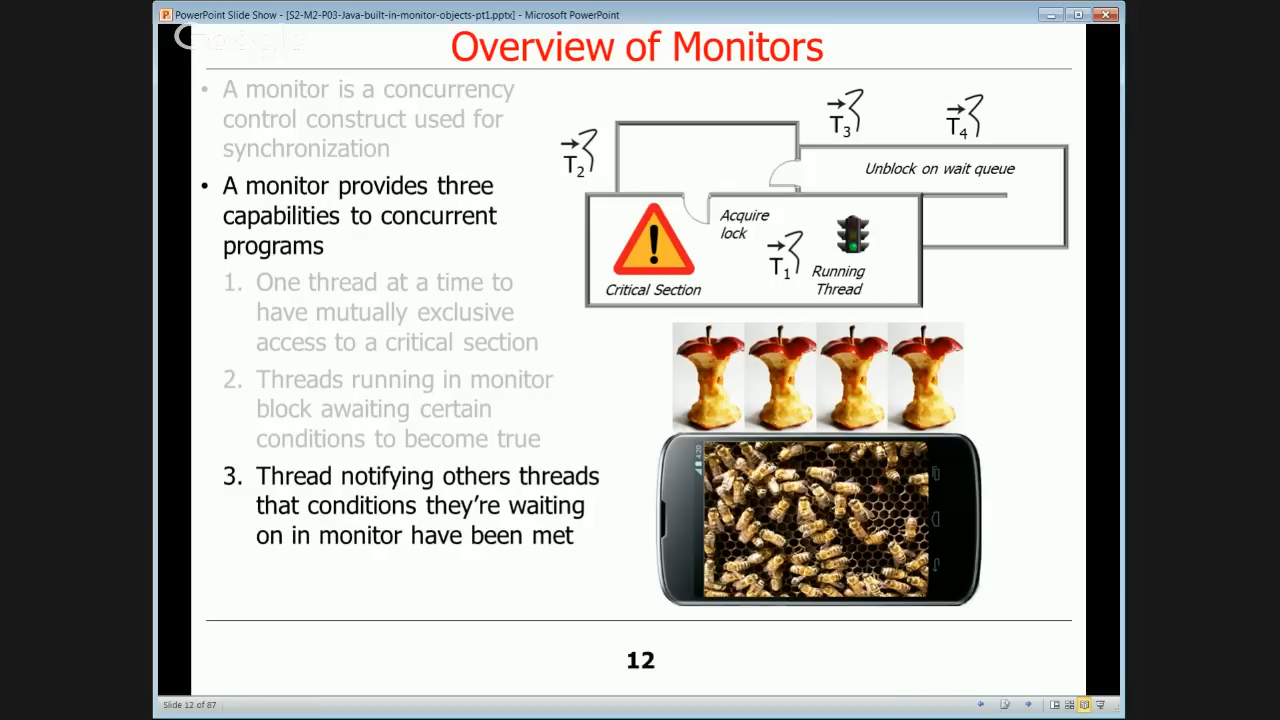 PowerPoint Slide Show - [S2-M2-P03-Java-built-in-monitor-objects-pt1.pptx] - Microsoft PowerPoint
Overview of Monitors
• A monitor is a concurrency
control construct used for
synchronization
• A monitor provides three
capabilities to concurrent
programs
1. One thread at a time to
have mutually exclusive
access to a critical section
2. Threads running in monitor
block awaiting certain
conditions to become true
3. Thread notifying others threads
that conditions they're waiting
on in monitor have been met
T2
T3
T4
Unblock on wait queue
Acquire
lock
T1
Running
Thread
Critical Section
4:20
12
Slide 12 of 87